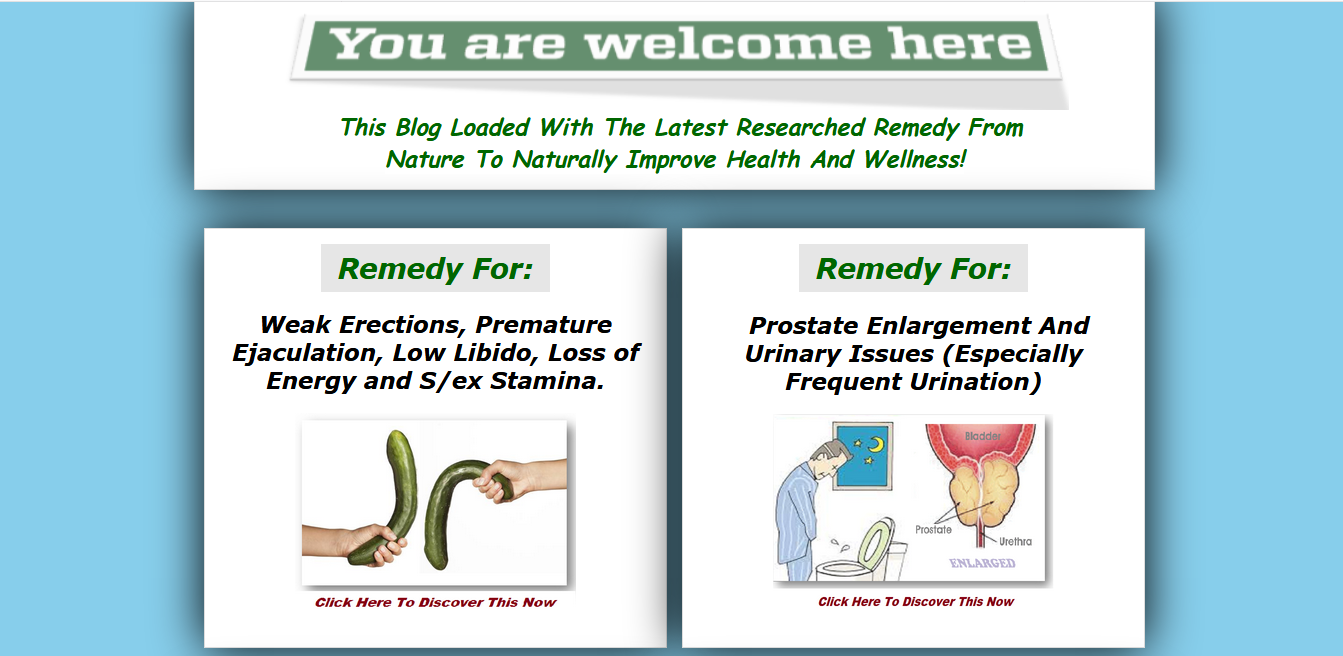 You are welcome here
This Blog Loaded With The Latest Researched Remedy From
Nature To Naturally Improve Health And Wellness!
Remedy For:
Weak Erections, Premature
Ejaculation, Low Libido, Loss of
Energy and S/ex Stamina.
Click Here To Discover This Now
Remedy For:
Prostate Enlargement And
Urinary Issues (Especially
Frequent Urination)
Bladder
Prostate
Urethra
ENLARGED
Click Here To Discover This Now